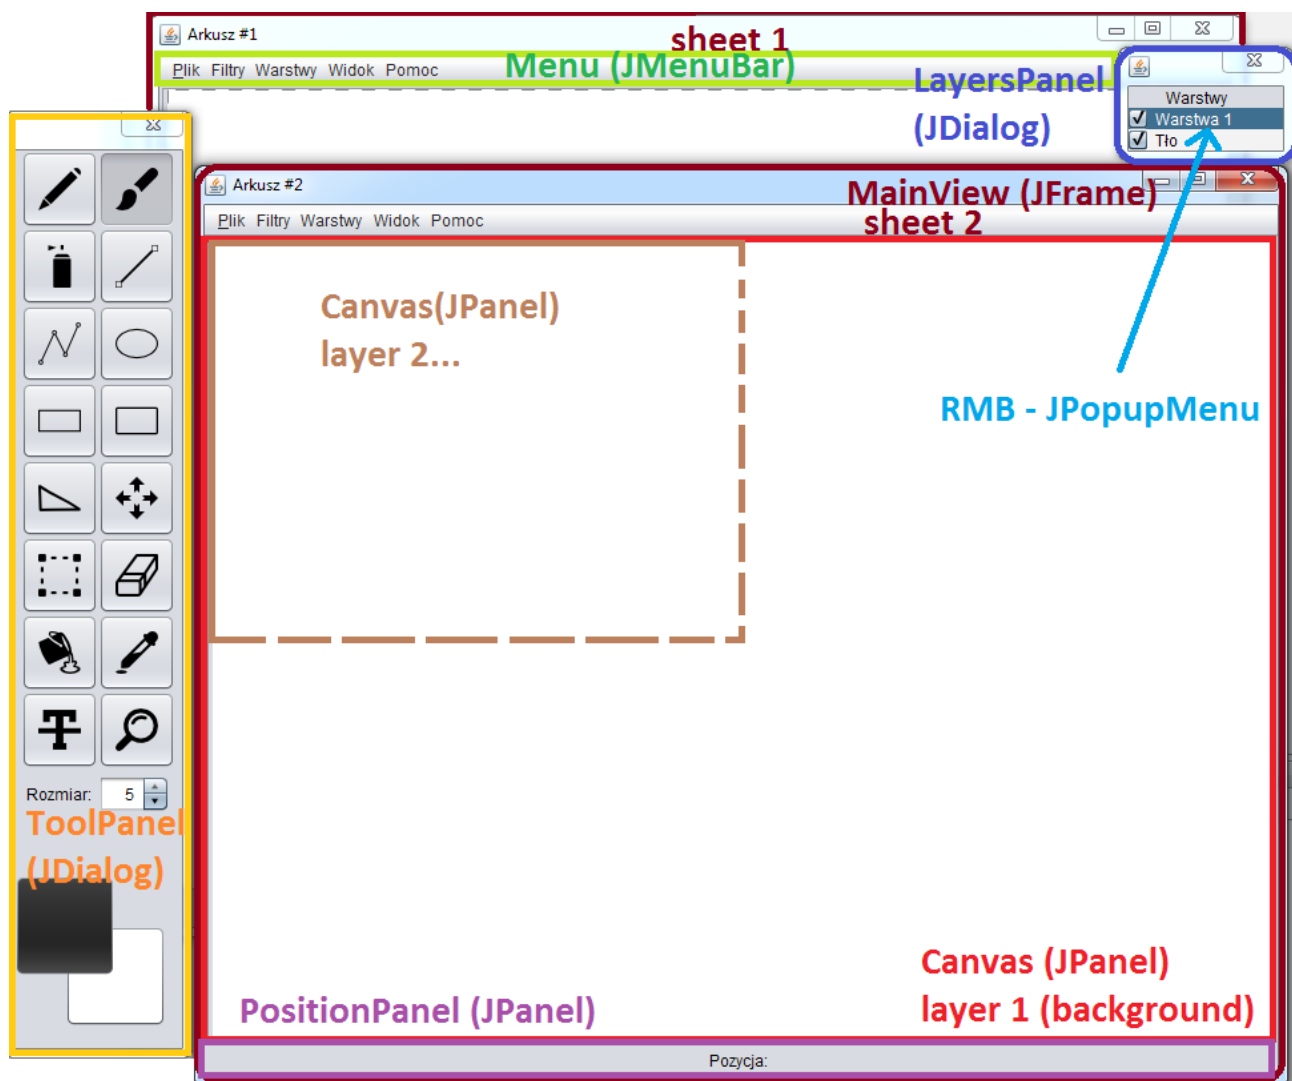 Arkusz #1
sheet 1
Plik Filtry Warstwy Widok Pomoc
Menu (JMenuBar)
LayersPanel
(JDialog)
Warstwy
Warstwa 1
Tło
Arkusz #2
MainView (JFrame)
sheet 2
Plik Filtry Warstwy Widok Pomoc
Canvas(JPanel)
layer 2...
RMB - JPopupMenu
Rozmiar: 5
ToolPanel
(JDialog)
Canvas (JPanel)
layer 1 (background)
PositionPanel (JPanel)
Pozycja: